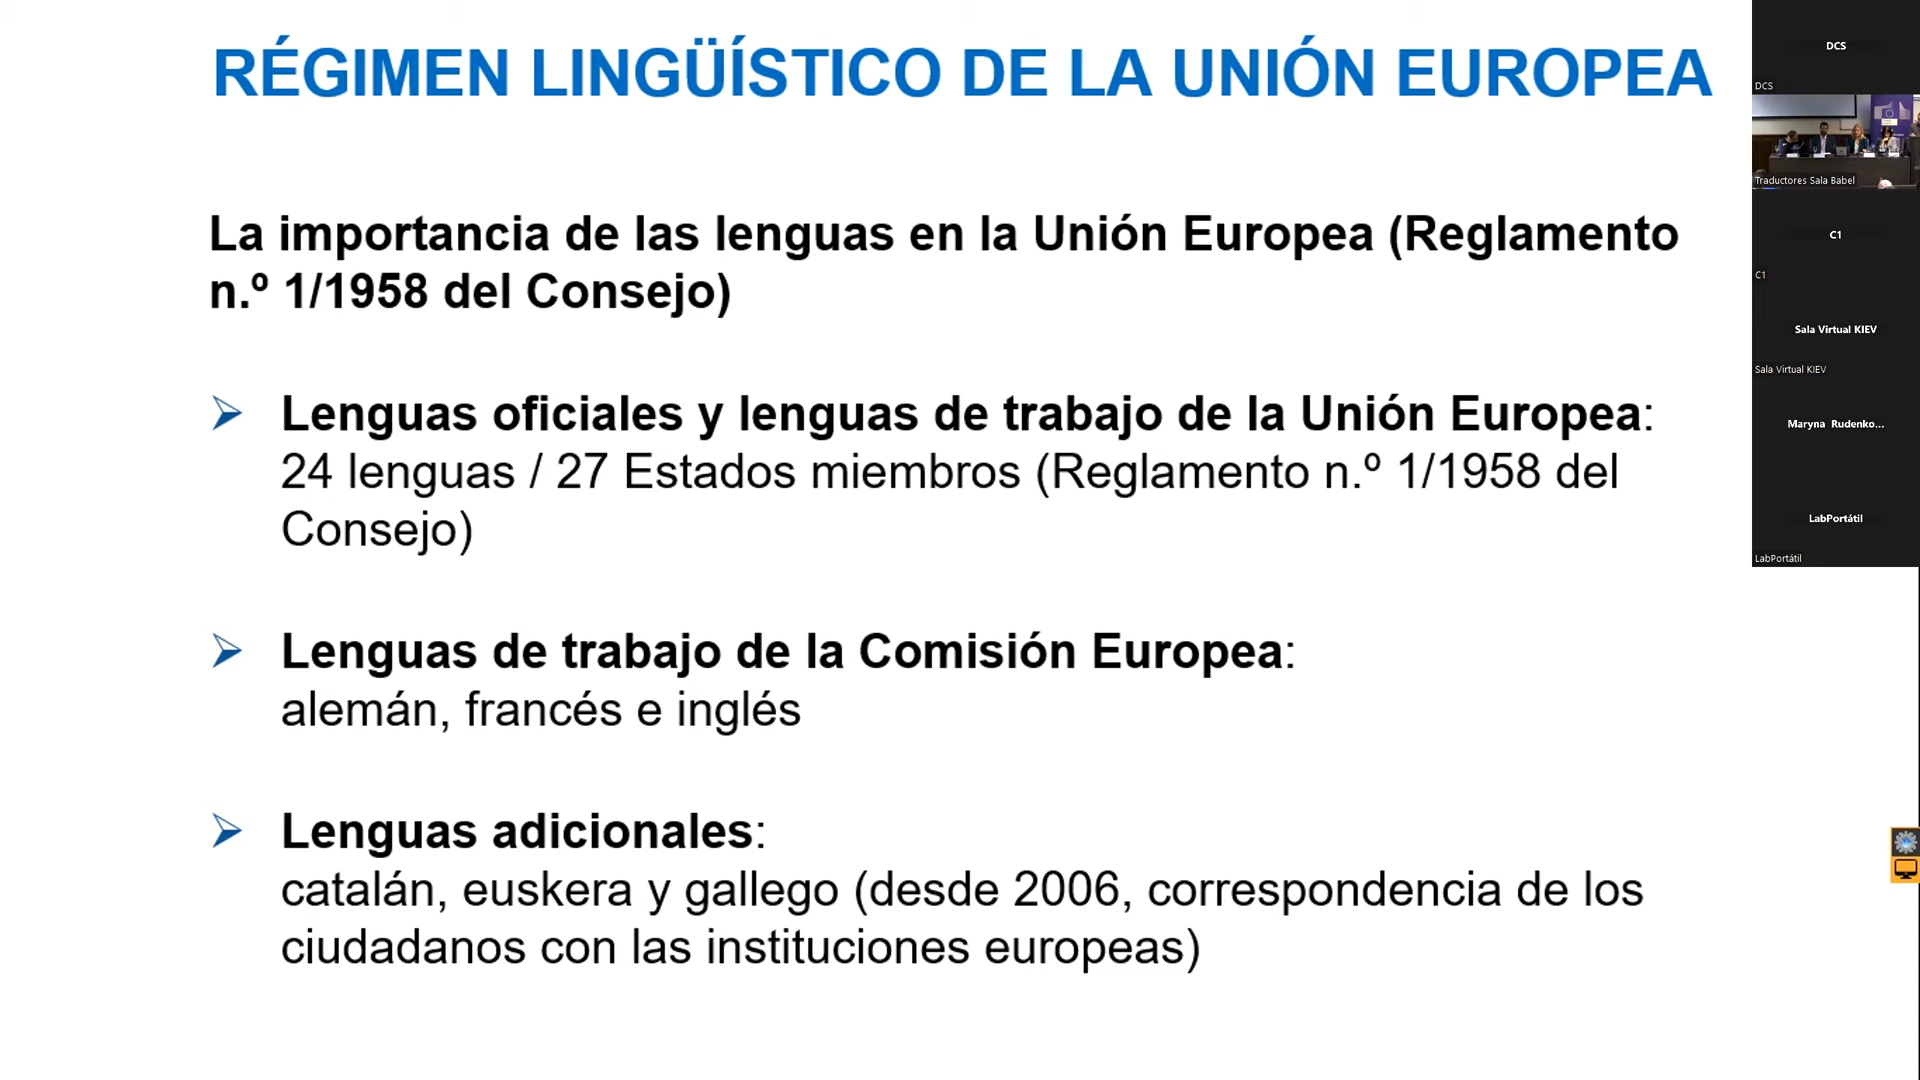 RÉGIMEN LINGÜÍSTICO DE LA UNIÓN EUROPEA
La importancia de las lenguas en la Unión Europea (Reglamento
n.º 1/1958 del Consejo)
Lenguas oficiales y lenguas de trabajo de la Unión Europea:
24 lenguas / 27 Estados miembros (Reglamento n.º 1/1958 del
Consejo)
Lenguas de trabajo de la Comisión Europea:
alemán, francés e inglés
Lenguas adicionales:
catalán, euskera y gallego (desde 2006, correspondencia de los
ciudadanos con las instituciones europeas)
DCS
DCS
Traductores Sala Babel
C1
C1
Sala Virtual KIEV
Sala Virtual KIEV
Maryna Rudenko...
LabPortátil
LabPortátil